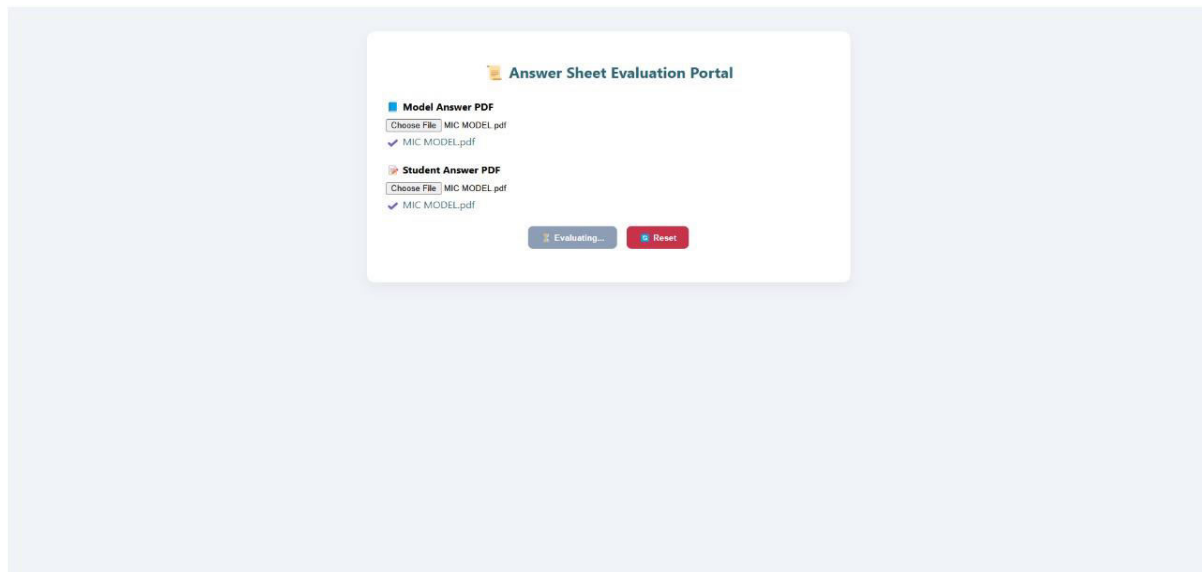 📜 Answer Sheet Evaluation Portal
📘 Model Answer PDF
Choose File MIC MODEL.pdf
✔ MIC MODEL.pdf
📝 Student Answer PDF
Choose File MIC MODEL.pdf
✔ MIC MODEL.pdf
⏳ Evaluating... 🔄 Reset